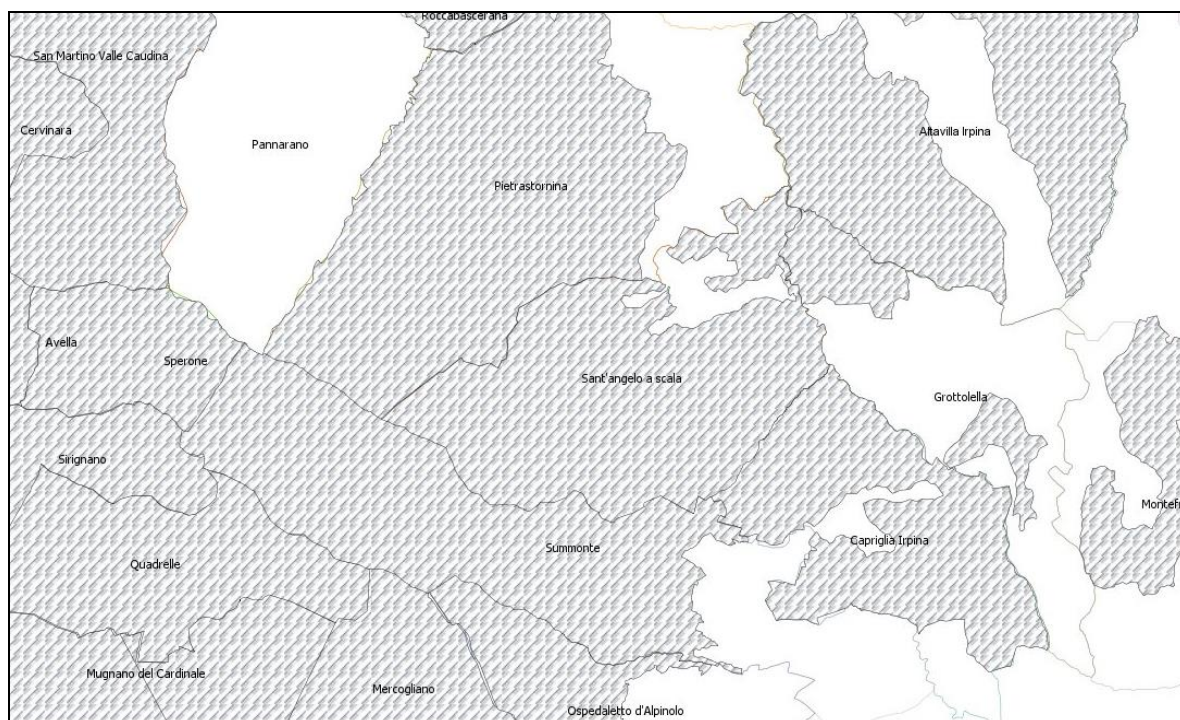 Roccabascerana
San Martino Valle Caudina
Cervinara
Altavilla Irpina
Pannarano
Pietrastornina
Avella
Sperone
Sant'angelo a scala
Grottolella
Sirignano
Montefr
Capriglia Irpina
Summonte
Quadrelle
Mugnano del Cardinale
Mercogliano
Ospedaletto d'Alpinolo